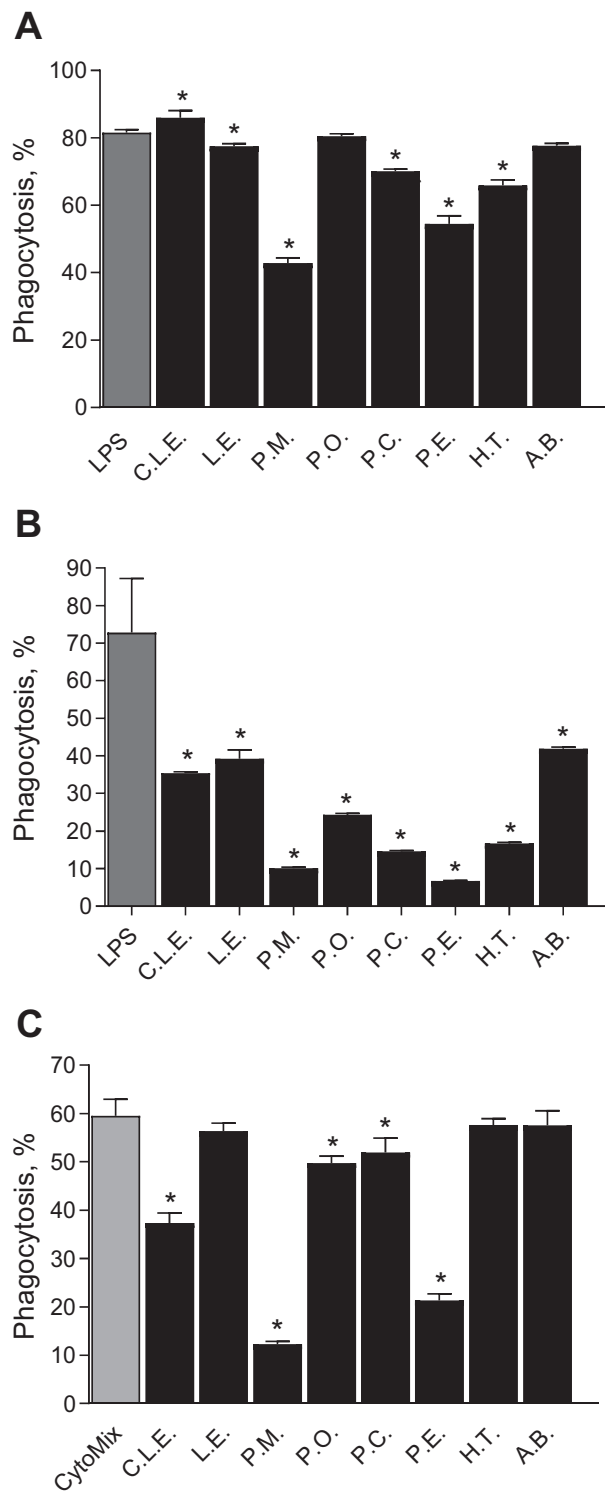 A
Phagocytosis, %
100
80
60
40
20
0
*
*
*
*
*
*
LPS
C.L.E.
L.E.
P.M.
P.O.
P.C.
P.E.
H.T.
A.B.
B
Phagocytosis, %
90
80
70
60
50
40
30
20
10
0
*
*
*
*
*
*
*
*
LPS
C.L.E.
L.E.
P.M.
P.O.
P.C.
P.E.
H.T.
A.B.
C
Phagocytosis, %
70
60
50
40
30
20
10
0
*
*
*
*
*
CytoMix
C.L.E.
L.E.
P.M.
P.O.
P.C.
P.E.
H.T.
A.B.